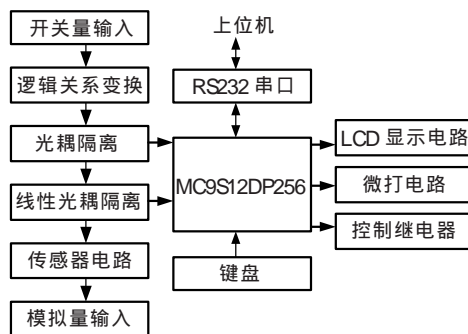 开关量输入
逻辑关系变换
光耦隔离
线性光耦隔离
传感器电路
模拟量输入
上位机
RS232 串口
MC9S12DP256
键盘
LCD 显示电路
微打电路
控制继电器